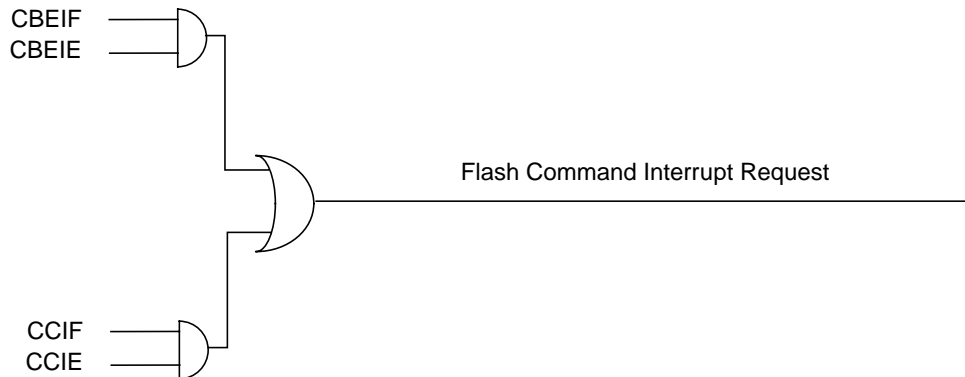 CBEIF
CBEIE
Flash Command Interrupt Request
CCIF
CCIE